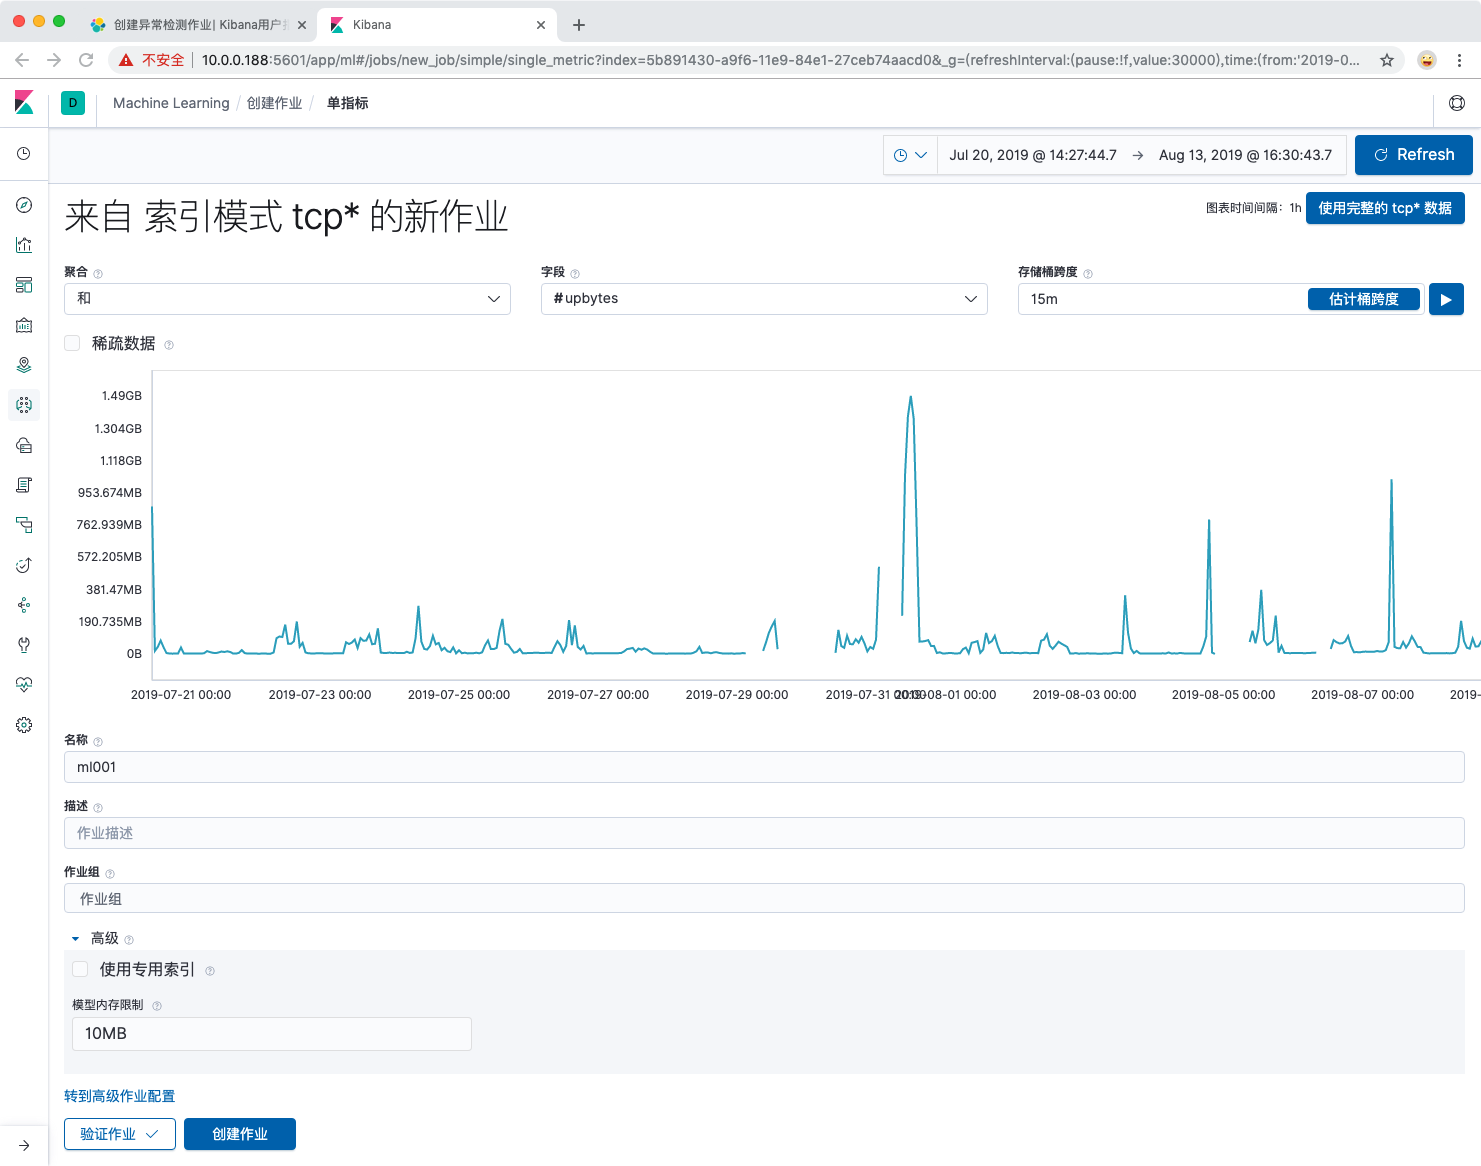 创建异常检测作业| Kibana用户
Kibana
不安全
10.0.0.188:5601/app/ml#/jobs/new_job/simple/single_metric?index=5b891430-a9f6-11e9-84e1-27ceb74aacd0&_g=(refreshInterval:(pause:!f,value:30000),time:(from:'2019-0...
D
Machine Learning / 创建作业 / 单指标
Jul 20, 2019 @ 14:27:44.7 → Aug 13, 2019 @ 16:30:43.7
Refresh
来自 索引模式 tcp* 的新作业
图表时间间隔：1h
使用完整的 tcp* 数据
聚合
字段
存储桶跨度
和
# upbytes
15m
估计桶跨度
稀疏数据
1.49GB
1.304GB
1.118GB
953.674MB
762.939MB
572.205MB
381.47MB
190.735MB
0B
2019-07-21 00:00
2019-07-23 00:00
2019-07-25 00:00
2019-07-27 00:00
2019-07-29 00:00
2019-07-31 00:00
2019-08-01 00:00
2019-08-03 00:00
2019-08-05 00:00
2019-08-07 00:00
2019-
名称
ml001
描述
作业描述
作业组
作业组
高级
使用专用索引
模型内存限制
10MB
转到高级作业配置
验证作业
创建作业